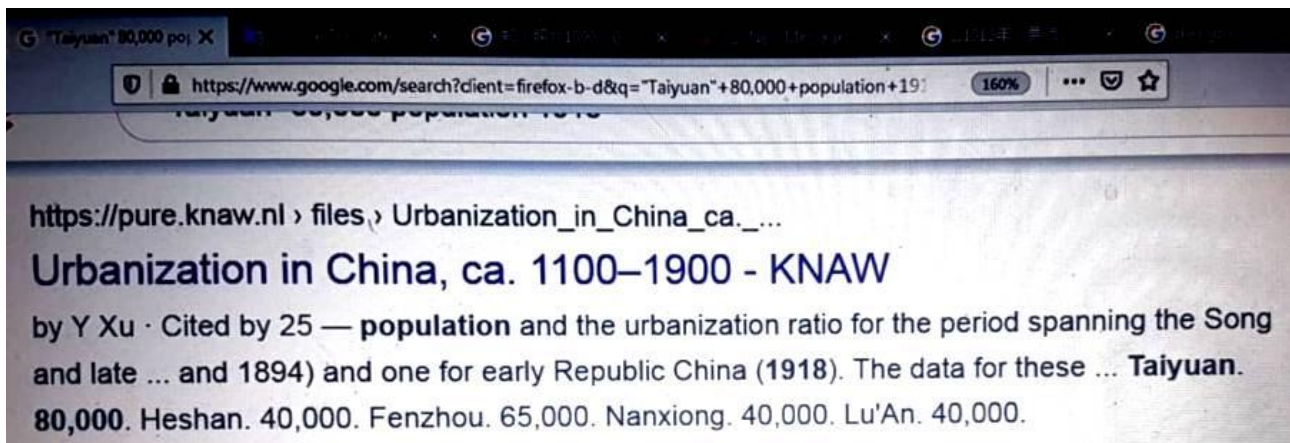 "Taiyuan" 80,000 pop
https://www.google.com/search?client=firefox-b-d&q="Taiyuan"+80,000+population+191
160%
https://pure.knaw.nl › files › Urbanization_in_China_ca._...
Urbanization in China, ca. 1100–1900 - KNAW
by Y Xu · Cited by 25 — population and the urbanization ratio for the period spanning the Song
and late ... and 1894) and one for early Republic China (1918). The data for these ... Taiyuan.
80,000. Heshan. 40,000. Fenzhou. 65,000. Nanxiong. 40,000. Lu'An. 40,000.